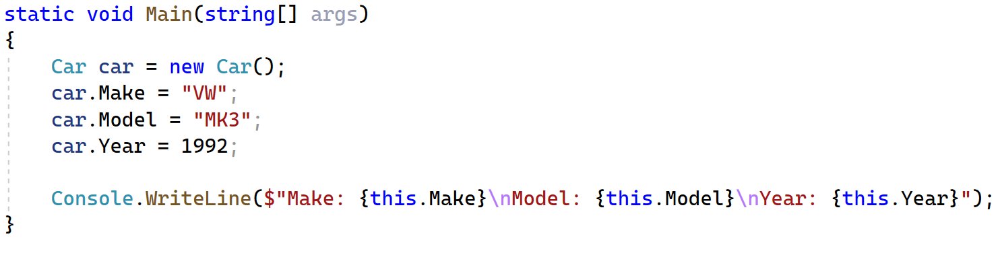 static void Main(string[] args)
{
    Car car = new Car();
    car.Make = "VW";
    car.Model = "MK3";
    car.Year = 1992;

    Console.WriteLine($"Make: {this.Make}\nModel: {this.Model}\nYear: {this.Year}");
}